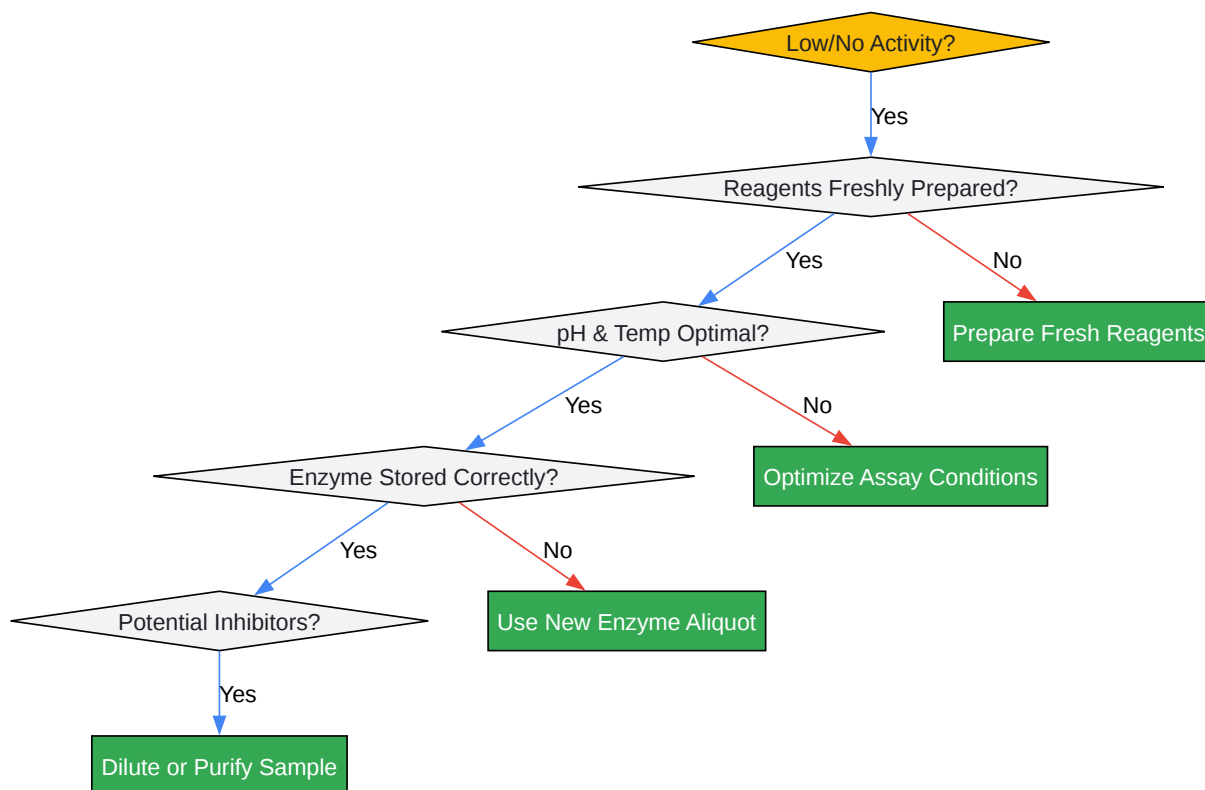 Low/No Activity?
Yes
Reagents Freshly Prepared?
Yes
No
pH & Temp Optimal?
Prepare Fresh Reagents
Yes
No
Enzyme Stored Correctly?
Optimize Assay Conditions
Yes
No
Potential Inhibitors?
Use New Enzyme Aliquot
Yes
Dilute or Purify Sample